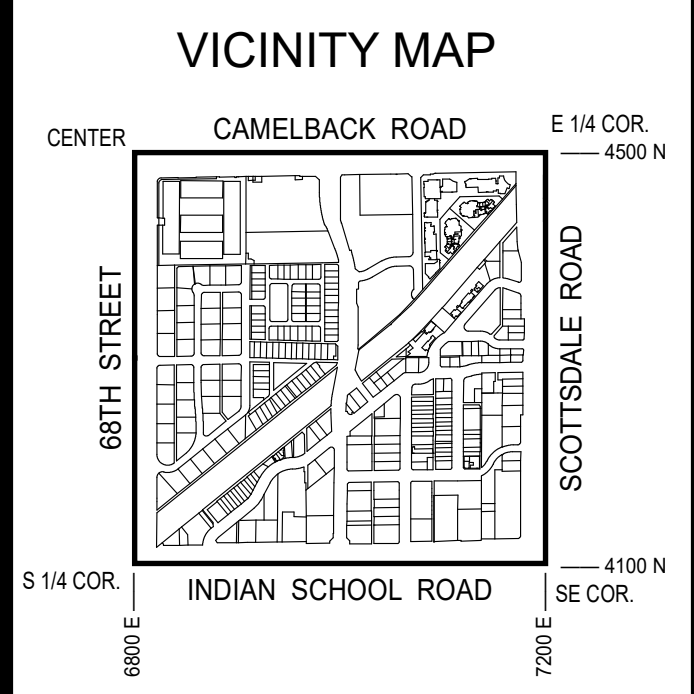 VICINITY MAP
CENTER
CAMELBACK ROAD
E 1/4 COR.
4500 N
68TH STREET
SCOTTSDALE ROAD
4100 N
S 1/4 COR.
INDIAN SCHOOL ROAD
SE COR.
6800 E
7200 E